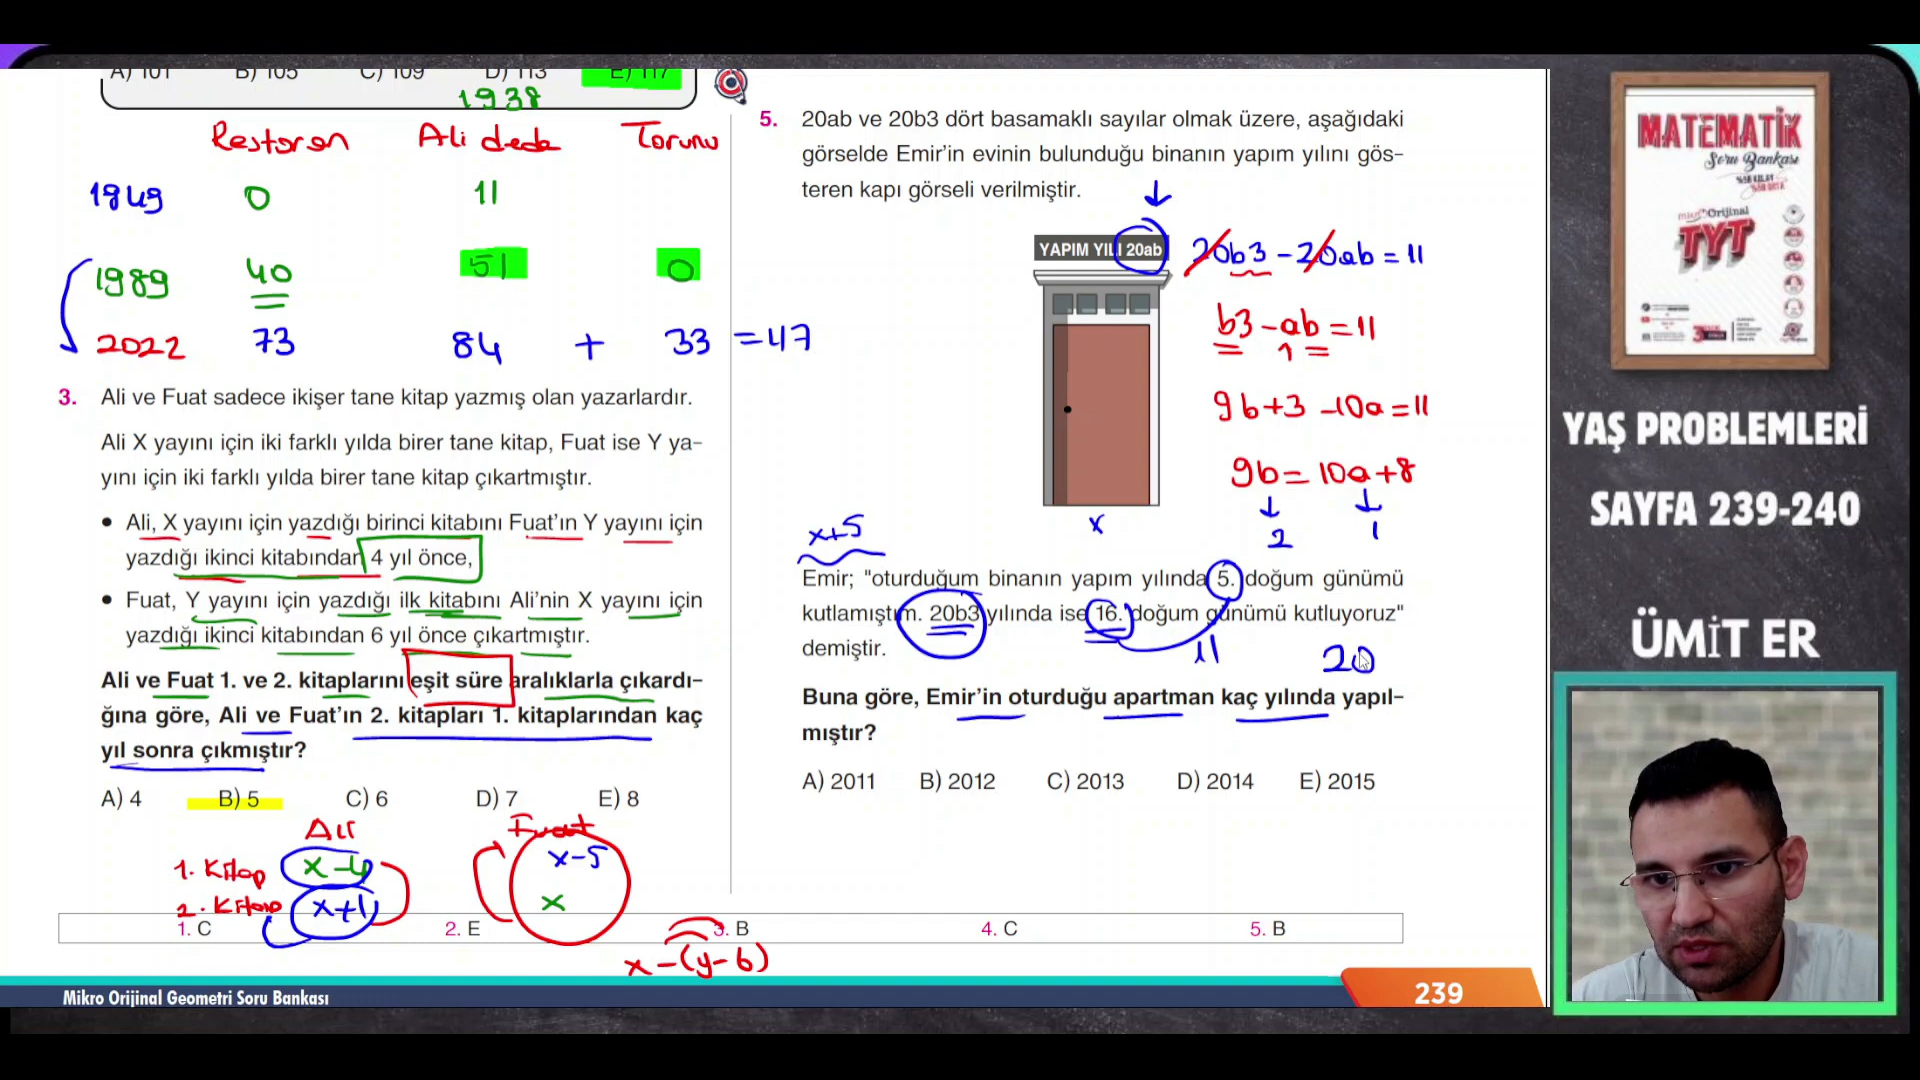 A) 101 B) 105 C) 109 D) 113 E) 117
1938
Restoran Ali dede Torunu
1949 0 11
1989 40 51 0
2022 73 84 + 33 = 47
3. Ali ve Fuat sadece ikişer tane kitap yazmış olan yazarlardır.
Ali X yayını için iki farklı yılda birer tane kitap, Fuat ise Y ya-
yını için iki farklı yılda birer tane kitap çıkartmıştır.
• Ali, X yayını için yazdığı birinci kitabını Fuat'ın Y yayını için
yazdığı ikinci kitabından 4 yıl önce,
• Fuat, Y yayını için yazdığı ilk kitabını Ali'nin X yayını için
yazdığı ikinci kitabından 6 yıl önce çıkartmıştır.
Ali ve Fuat 1. ve 2. kitaplarını eşit süre aralıklarla çıkardı-
ğına göre, Ali ve Fuat'ın 2. kitapları 1. kitaplarından kaç
yıl sonra çıkmıştır?
A) 4 B) 5 C) 6 D) 7 E) 8
Ali Fuat
1. Kitap x-4 x-5
2. Kitap x+1 x
x-(y-6)
5. 20ab ve 20b3 dört basamaklı sayılar olmak üzere, aşağıdaki
görselde Emir'in evinin bulunduğu binanın yapım yılını gös-
teren kapı görseli verilmiştir.
YAPIM YILI 20ab
20b3 - 20ab = 11
b3 - ab = 11
9b+3 -10a = 11
9b = 10a+8
2 1
x
x+5
Emir; "oturduğum binanın yapım yılında 5. doğum günümü
kutlamıştım. 20b3 yılında ise 16. doğum günümü kutluyoruz"
demiştir.
11
20
Buna göre, Emir'in oturduğu apartman kaç yılında yapıl-
mıştır?
A) 2011 B) 2012 C) 2013 D) 2014 E) 2015
1. C 2. E 3. B 4. C 5. B
Mikro Orijinal Geometri Soru Bankası
239
MATEMATİK
Soru Bankası
Orijinal
TYT
YAŞ PROBLEMLERİ
SAYFA 239-240
ÜMİT ER